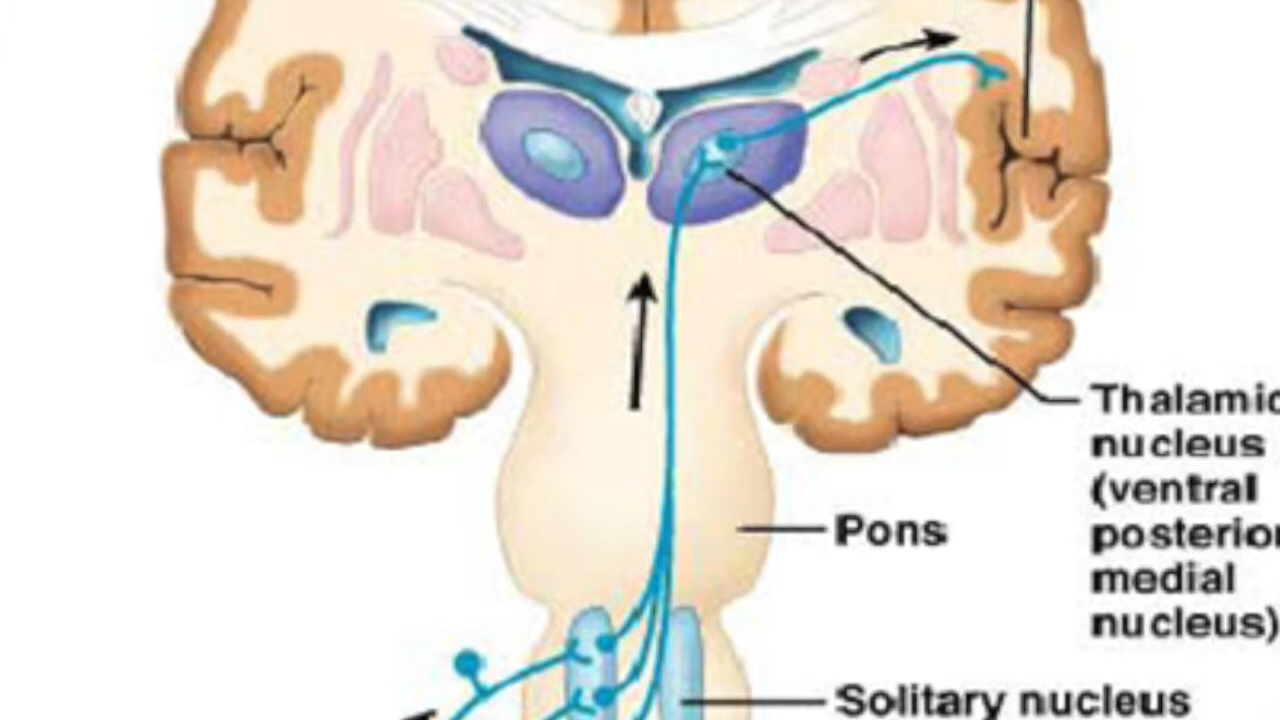 Thalamic
nucleus
(ventral
posterior
medial
nucleus)
Pons
Solitary nucleus